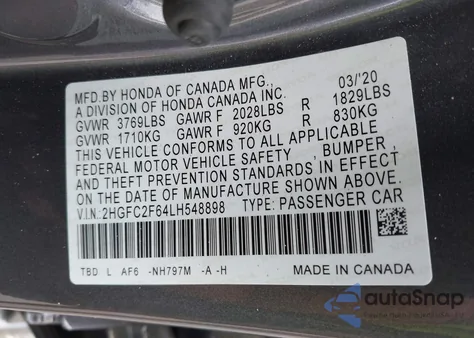 MFD.BY HONDA OF CANADA MFG., 03/'20
A DIVISION OF HONDA CANADA INC.
GVWR 3769LBS GAWR F 2028LBS R 1829LBS
GVWR 1710KG GAWR F 920KG R 830KG
THIS VEHICLE CONFORMS TO ALL APPLICABLE
FEDERAL MOTOR VEHICLE SAFETY , BUMPER,
AND THEFT PREVENTION STANDARDS IN EFFECT
ON THE DATE OF MANUFACTURE SHOWN ABOVE.
V.I.N: 2HGFC2F64LH548898 TYPE: PASSENGER CAR
TBD L AF6 -NH797M -A -H MADE IN CANADA
autoSnap